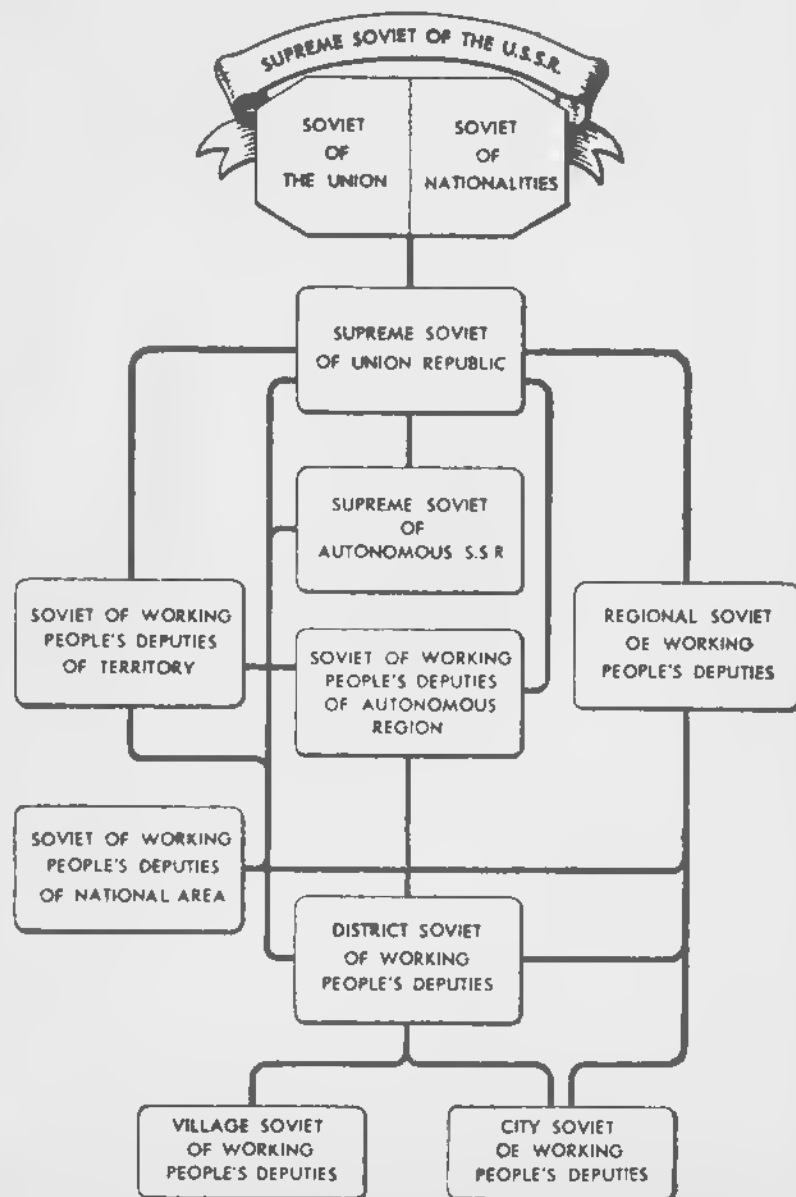 SUPREME SOVIET OF THE U.S.S.R.
SOVIET
OF
THE UNION
SOVIET
OF
NATIONALITIES
SUPREME SOVIET
OF UNION REPUBLIC
SUPREME SOVIET
OF
AUTONOMOUS S.S.R
SOVIET OF WORKING
PEOPLE'S DEPUTIES
OF TERRITORY
SOVIET OF WORKING
PEOPLE'S DEPUTIES
OF AUTONOMOUS
REGION
REGIONAL SOVIET
OE WORKING
PEOPLE'S DEPUTIES
SOVIET OF WORKING
PEOPLE'S DEPUTIES
OF NATIONAL AREA
DISTRICT SOVIET
OF WORKING
PEOPLE'S DEPUTIES
VILLAGE SOVIET
OF WORKING
PEOPLE'S DEPUTIES
CITY SOVIET
OE WORKING
PEOPLE'S DEPUTIES